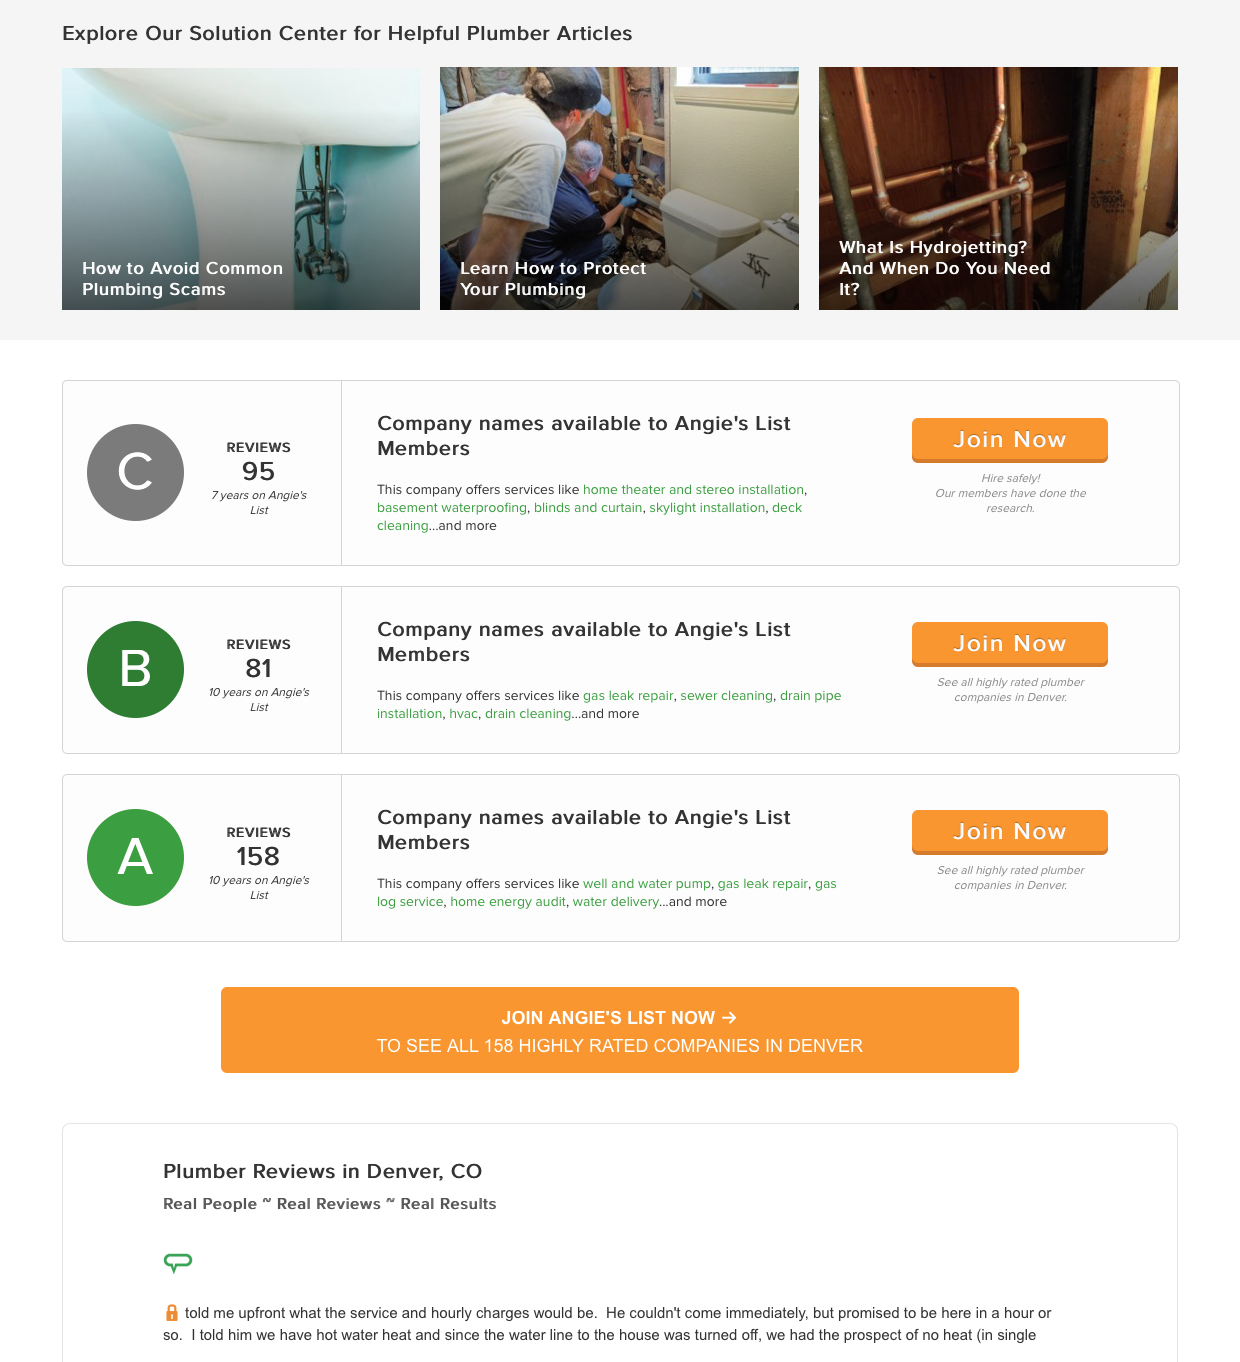 Explore Our Solution Center for Helpful Plumber Articles
How to Avoid Common
Plumbing Scams
Learn How to Protect
Your Plumbing
What Is Hydrojetting?
And When Do You Need
It?
C
REVIEWS
95
7 years on Angie's
List
Company names available to Angie's List
Members
This company offers services like home theater and stereo installation,
basement waterproofing, blinds and curtain, skylight installation, deck
cleaning...and more
Join Now
Hire safely!
Our members have done the
research.
B
REVIEWS
81
10 years on Angie's
List
Company names available to Angie's List
Members
This company offers services like gas leak repair, sewer cleaning, drain pipe
installation, hvac, drain cleaning...and more
Join Now
See all highly rated plumber
companies in Denver.
A
REVIEWS
158
10 years on Angie's
List
Company names available to Angie's List
Members
This company offers services like well and water pump, gas leak repair, gas
log service, home energy audit, water delivery...and more
Join Now
See all highly rated plumber
companies in Denver.
JOIN ANGIE'S LIST NOW →
TO SEE ALL 158 HIGHLY RATED COMPANIES IN DENVER
Plumber Reviews in Denver, CO
Real People ~ Real Reviews ~ Real Results
told me upfront what the service and hourly charges would be.  He couldn't come immediately, but promised to be here in a hour or
so.  I told him we have hot water heat and since the water line to the house was turned off, we had the prospect of no heat (in single